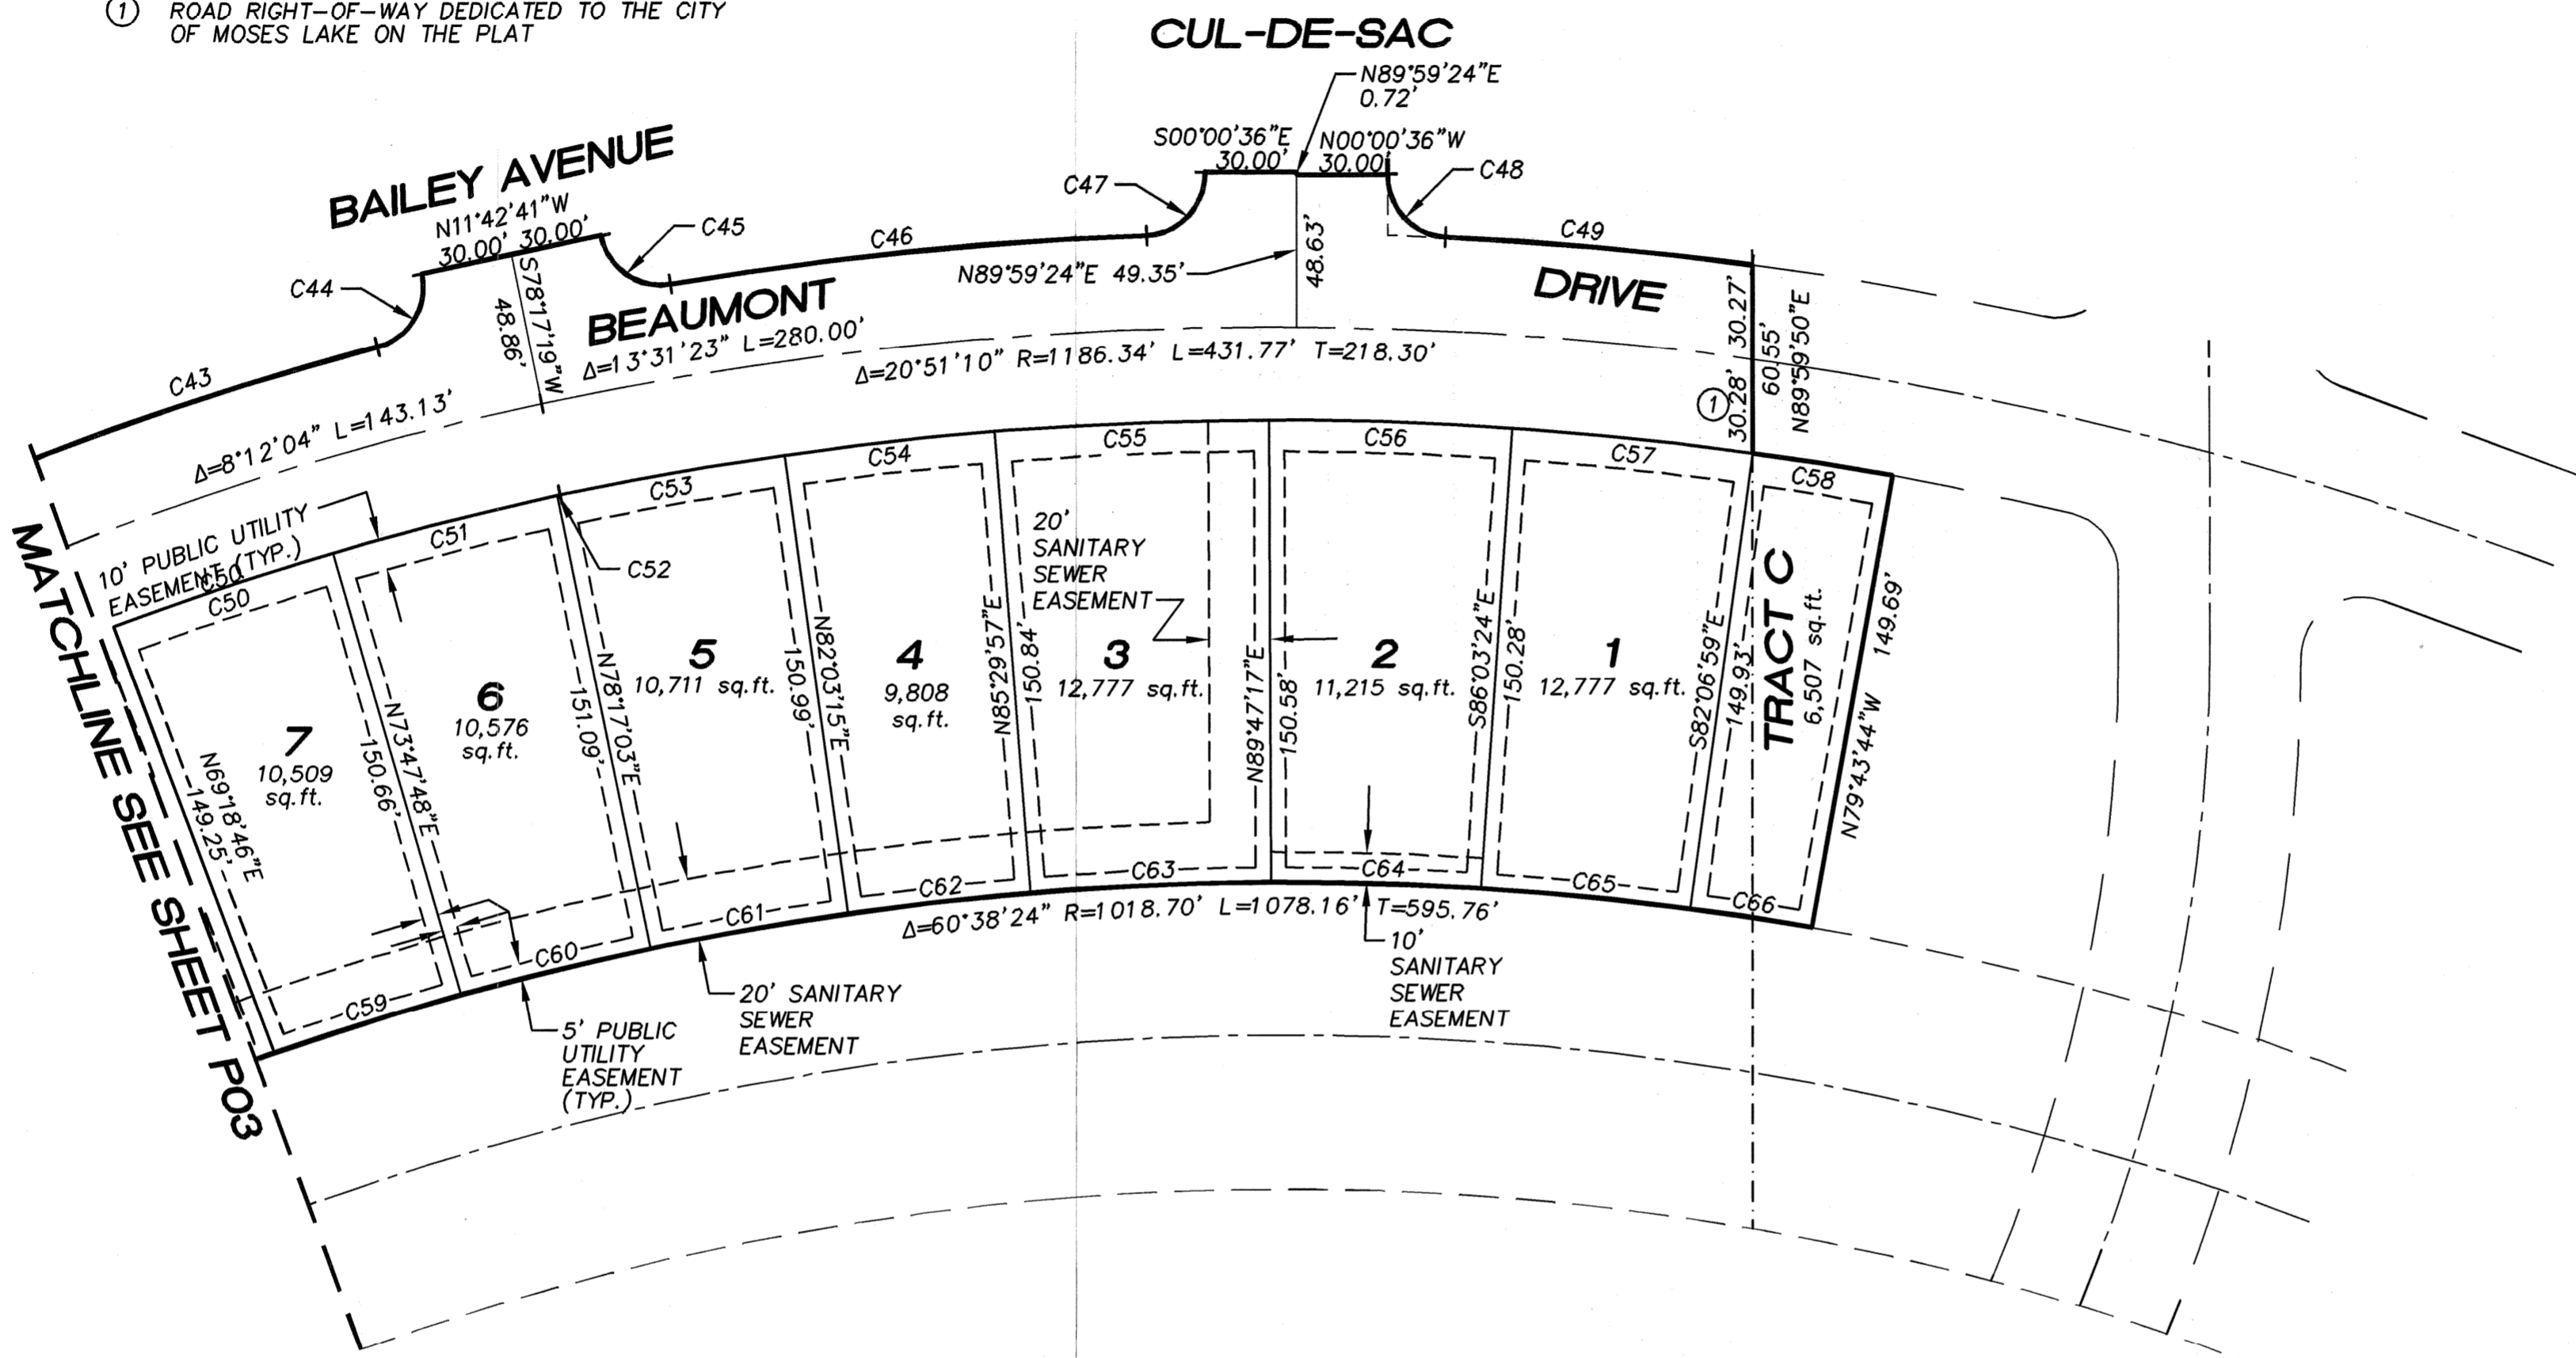 ① ROAD RIGHT-OF-WAY DEDICATED TO THE CITY
OF MOSES LAKE ON THE PLAT
CUL-DE-SAC
N89°59'24"E
0.72'
S00°00'36"E
30.00'
N00°00'36"W
30.00'
C47
C48
BAILEY AVENUE
N11°42'41"W
30.00' 30.00'
C45
C46
C49
C44
S78°17'19"W
48.86'
N89°59'24"E 49.35'
48.63'
BEAUMONT
DRIVE
Δ=13°31'23" L=280.00'
Δ=20°51'10" R=1186.34' L=431.77' T=218.30'
30.27'
60.55'
N89°59'50"E
① 30.28'
C43
Δ=8°12'04" L=143.13'
10' PUBLIC UTILITY
EASEMENT (TYP.)
C50
C50
C51
C52
C53
C54
C55
C56
C57
C58
MATCHLINE SEE SHEET P03
20'
SANITARY
SEWER
EASEMENT
7
10,509
sq.ft.
6
10,576
sq.ft.
5
10,711 sq.ft.
4
9,808
sq.ft.
3
12,777 sq.ft.
2
11,215 sq.ft.
1
12,777 sq.ft.
TRACT C
6,507 sq.ft.
N69°18'46"E
149.25'
N73°47'48"E
150.66'
N78°17'03"E
151.09'
N82°03'15"E
150.99'
N85°29'57"E
150.84'
N89°47'17"E
150.58'
S86°03'24"E
150.28'
S82°06'59"E
149.93'
N79°43'44"W 149.69'
C59
C60
C61
C62
C63
C64
C65
C66
Δ=60°38'24" R=1018.70' L=1078.16' T=595.76'
10'
SANITARY
SEWER
EASEMENT
20' SANITARY
SEWER
EASEMENT
5' PUBLIC
UTILITY
EASEMENT
(TYP.)